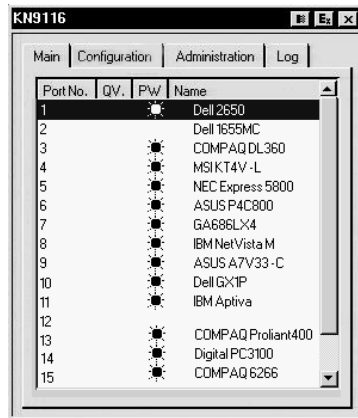 KN9116
Main Configuration Administration Log
Port No. QV. PW Name
1 Dell 2650
2 Dell 1655MC
3 COMPAQ DL360
4 MSI KT4V-L
5 NEC Express 5800
6 ASUS P4C800
7 GA686LX4
8 IBM NetVista M
9 ASUS A7V33-C
10 Dell GX1P
11 IBM Aptiva
12
13 COMPAQ Proliant400
14 Digital PC3100
15 COMPAQ 6266